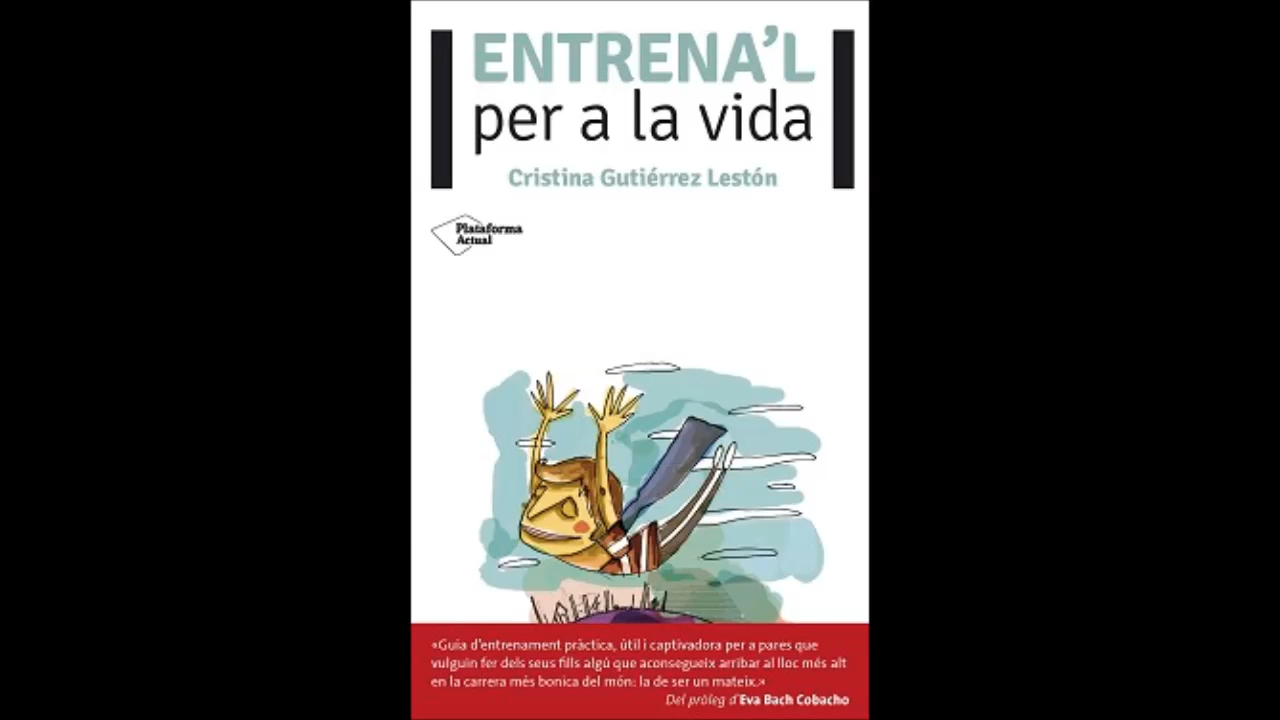 ENTRENA’L
per a la vida
Cristina Gutiérrez Lestón
Plataforma
Actual
«Guia d’entrenament pràctica, útil i captivadora per a pares que
vulguin fer dels seus fills algú que aconsegueix arribar al lloc més alt
en la carrera més bonica del món: la de ser un mateix.»
Del pròleg d’Eva Bach Cobacho